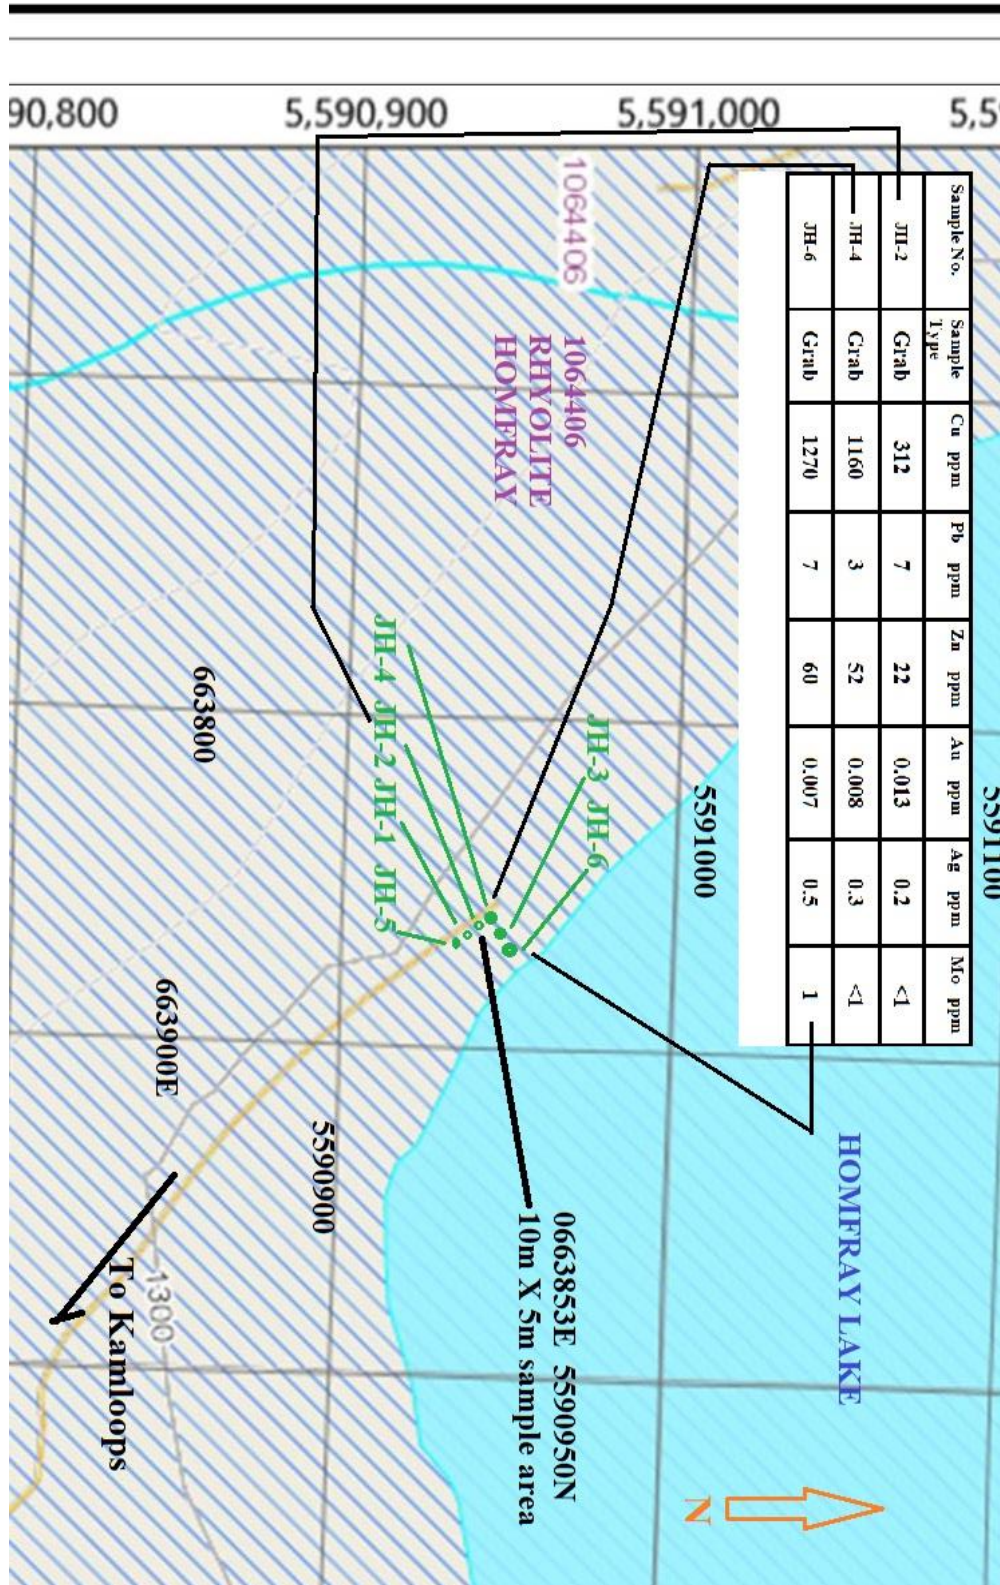 90,800
5,590,900
5,591,000
5,59
Sample No. Sample Type Cu ppm Pb ppm Zn ppm Au ppm Ag ppm Mo ppm
JH-2 Grab 312 7 22 0.013 0.2 <1
JH-4 Grab 1160 3 52 0.008 0.3 <1
JH-6 Grab 1270 7 60 0.007 0.5 1
1064406
1064406
RHYOLITE
HOMFRAY
5591100
5591000
JH-3 JH-6
JH-4 JH-2 JH-1 JH-5
663800
663900E
5590900
HOMFRAY LAKE
0663853E 5590950N
10m X 5m sample area
1300
To Kamloops
N